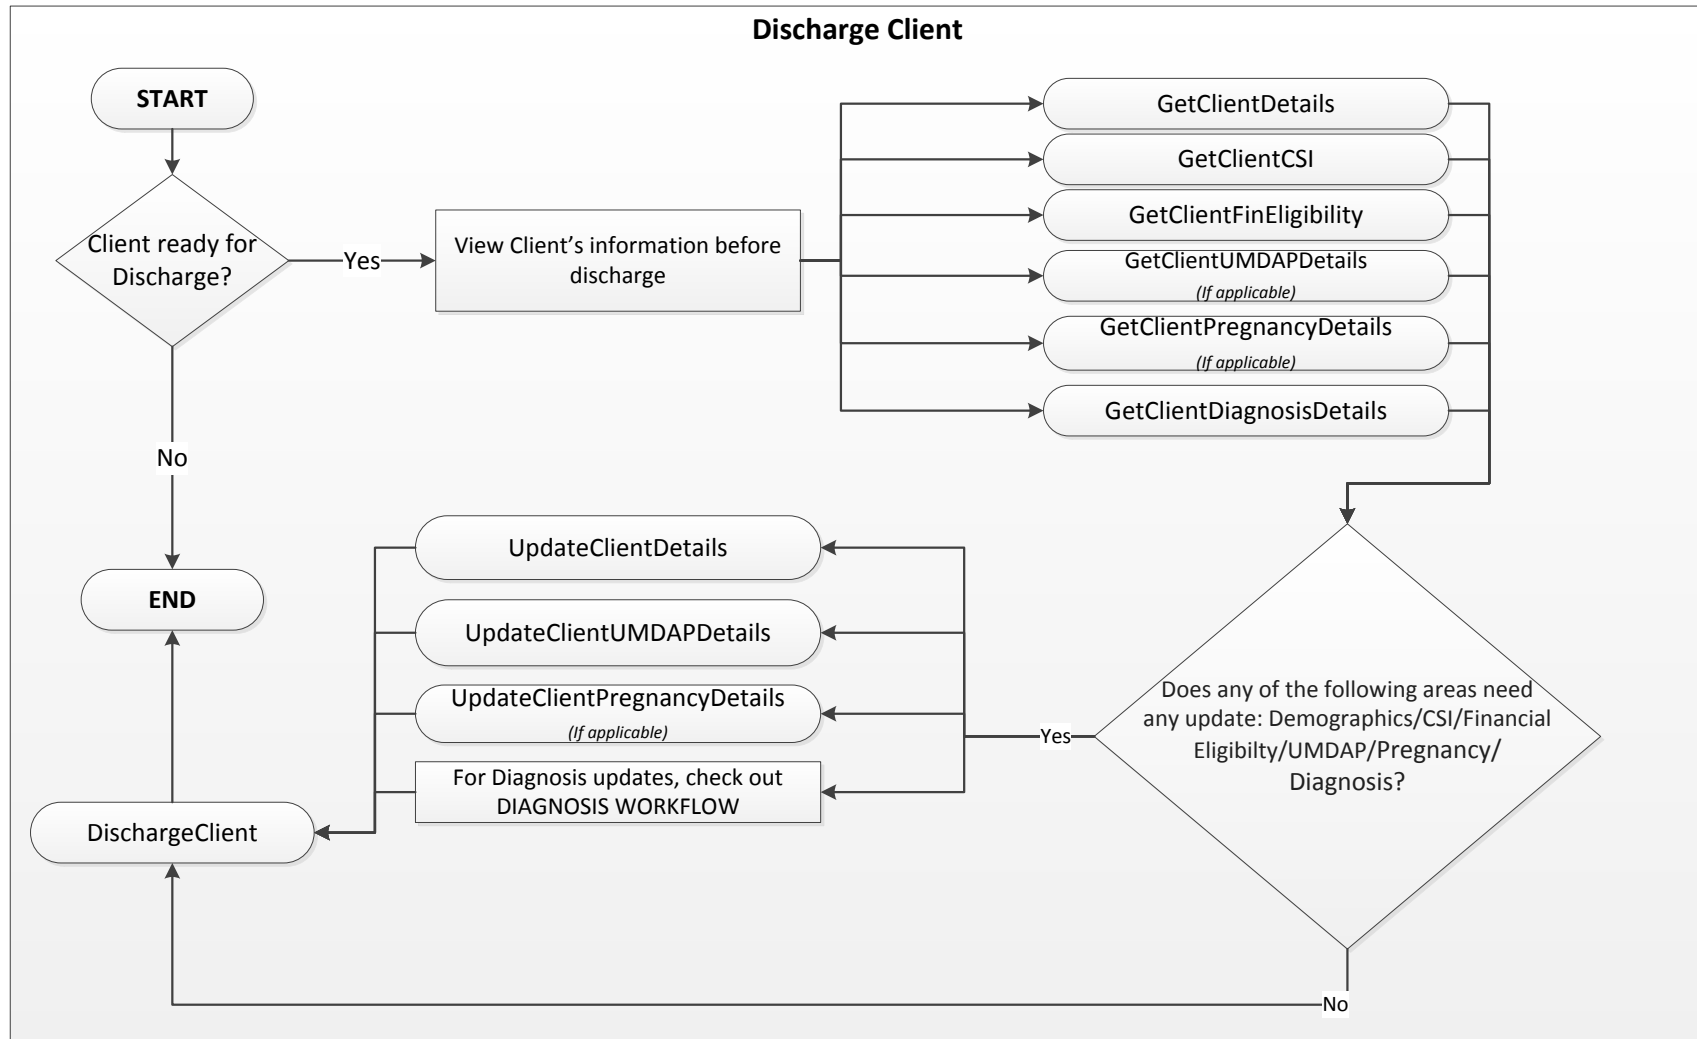 Discharge Client
START
Client ready for
Discharge?
Yes
No
View Client's information before
discharge
GetClientDetails
GetClientCSI
GetClientFinEligibility
GetClientUMDAPDetails
(If applicable)
GetClientPregnancyDetails
(If applicable)
GetClientDiagnosisDetails
Does any of the following areas need
any update: Demographics/CSI/Financial
Eligibilty/UMDAP/Pregnancy/
Diagnosis?
Yes
No
UpdateClientDetails
UpdateClientUMDAPDetails
UpdateClientPregnancyDetails
(If applicable)
For Diagnosis updates, check out
DIAGNOSIS WORKFLOW
DischargeClient
END